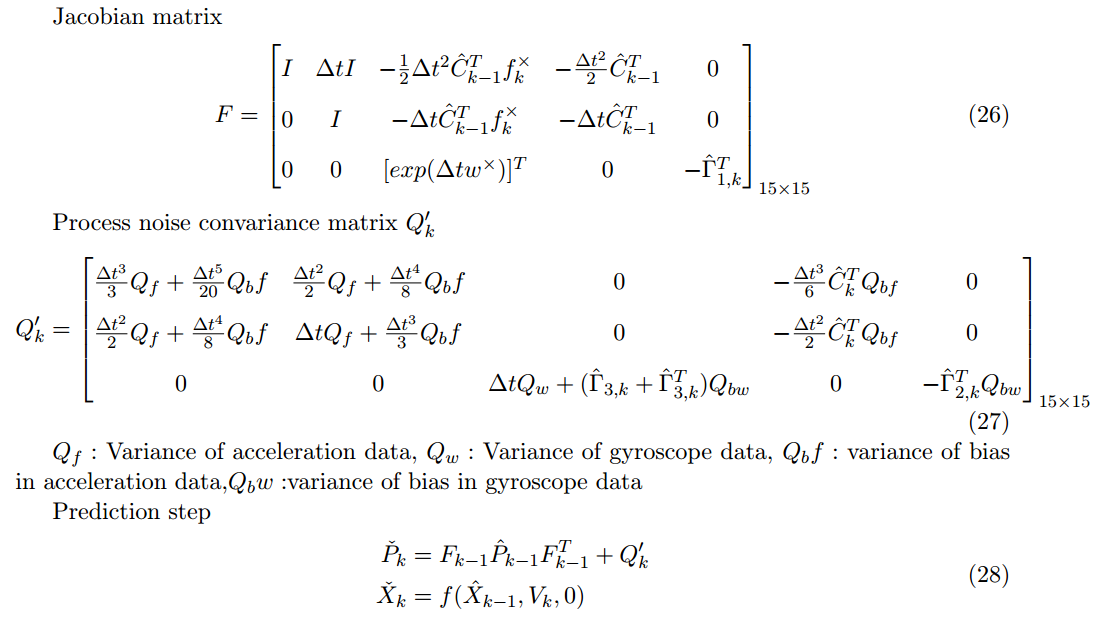 Jacobian matrix
$$F = \begin{bmatrix} I & \Delta t I & -\frac{1}{2}\Delta t^2 \hat{C}_{k-1}^T f_k^\times & -\frac{\Delta t^2}{2}\hat{C}_{k-1}^T & 0 \\ 0 & I & -\Delta t \hat{C}_{k-1}^T f_k^\times & -\Delta t \hat{C}_{k-1}^T & 0 \\ 0 & 0 & [exp(\Delta t w^\times)]^T & 0 & -\hat{\Gamma}_{1,k}^T \end{bmatrix}_{15\times 15} \quad (26)$$
Process noise convariance matrix $Q'_k$
$$Q'_k = \begin{bmatrix} \frac{\Delta t^3}{3}Q_f + \frac{\Delta t^5}{20}Q_b f & \frac{\Delta t^2}{2}Q_f + \frac{\Delta t^4}{8}Q_b f & 0 & -\frac{\Delta t^3}{6}\hat{C}_k^T Q_{bf} & 0 \\ \frac{\Delta t^2}{2}Q_f + \frac{\Delta t^4}{8}Q_b f & \Delta t Q_f + \frac{\Delta t^3}{3}Q_b f & 0 & -\frac{\Delta t^2}{2}\hat{C}_k^T Q_{bf} & 0 \\ 0 & 0 & \Delta t Q_w + (\hat{\Gamma}_{3,k} + \hat{\Gamma}_{3,k}^T)Q_{bw} & 0 & -\hat{\Gamma}_{2,k}^T Q_{bw} \end{bmatrix}_{15\times 15}$$
(27)
$Q_f$ : Variance of acceleration data, $Q_w$ : Variance of gyroscope data, $Q_b f$ : variance of bias
in acceleration data,$Q_b w$ :variance of bias in gyroscope data
Prediction step
$$\check{P}_k = F_{k-1}\hat{P}_{k-1}F_{k-1}^T + Q'_k$$
$$\check{X}_k = f(\hat{X}_{k-1}, V_k, 0)$$
(28)